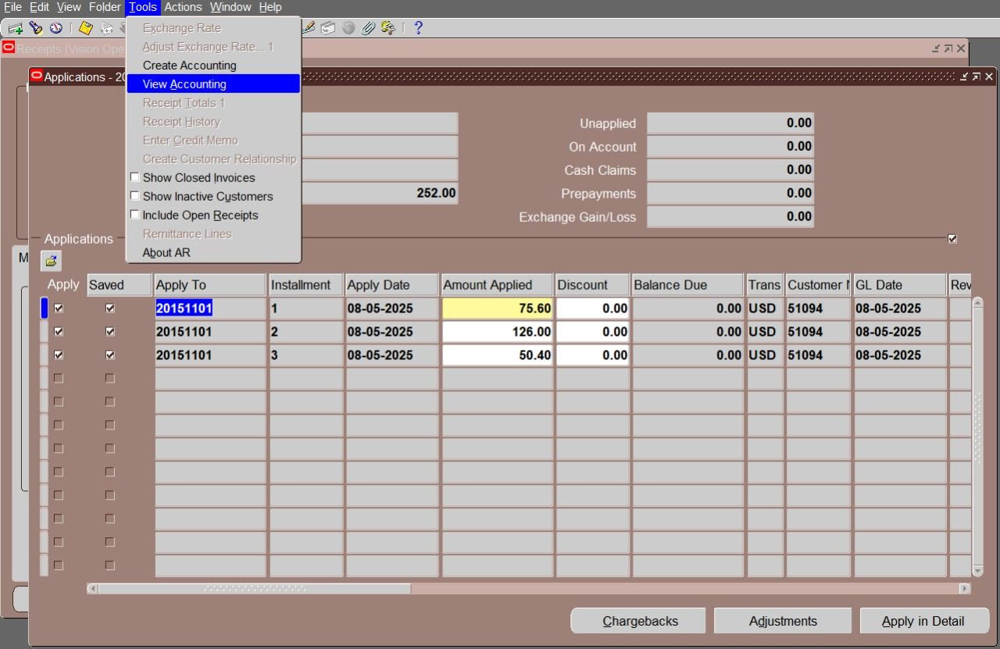 File Edit View Folder Tools Actions Window Help
Exchange Rate
Adjust Exchange Rate... 1
Create Accounting
View Accounting
Receipt Totals 1
Receipt History
Enter Credit Memo
Create Customer Relationship
Show Closed Invoices
Show Inactive Customers
Include Open Receipts
Remittance Lines
About AR
Receipts (Vision Ope
Applications - 20
Unapplied 0.00
On Account 0.00
Cash Claims 0.00
252.00 Prepayments 0.00
Exchange Gain/Loss 0.00
Applications
M
Apply Saved Apply To Installment Apply Date Amount Applied Discount Balance Due Trans Customer N GL Date Rev
20151101 1 08-05-2025 75.60 0.00 0.00 USD 51094 08-05-2025
20151101 2 08-05-2025 126.00 0.00 0.00 USD 51094 08-05-2025
20151101 3 08-05-2025 50.40 0.00 0.00 USD 51094 08-05-2025
Chargebacks Adjustments Apply in Detail